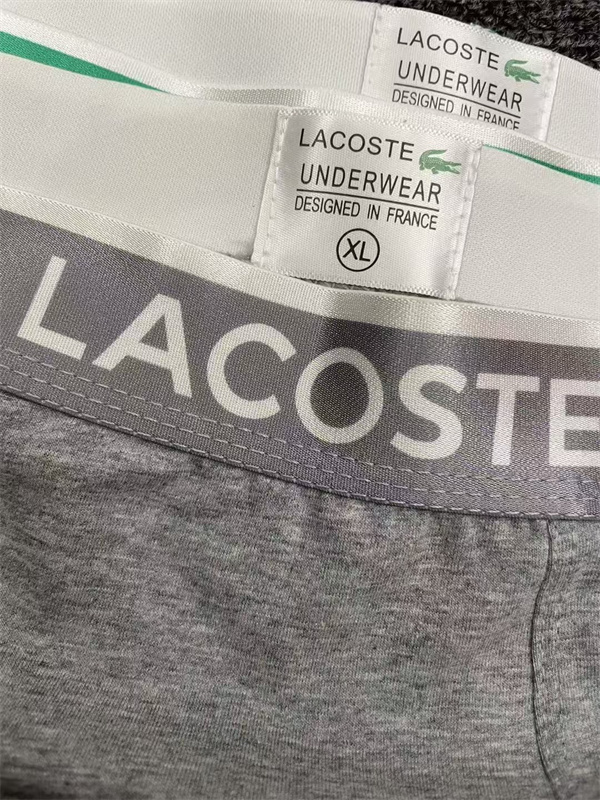 LACOSTE
UNDERWEAR
DESIGNED IN FRANCE
LACOSTE
UNDERWEAR
DESIGNED IN FRANCE
XL
LACOSTE